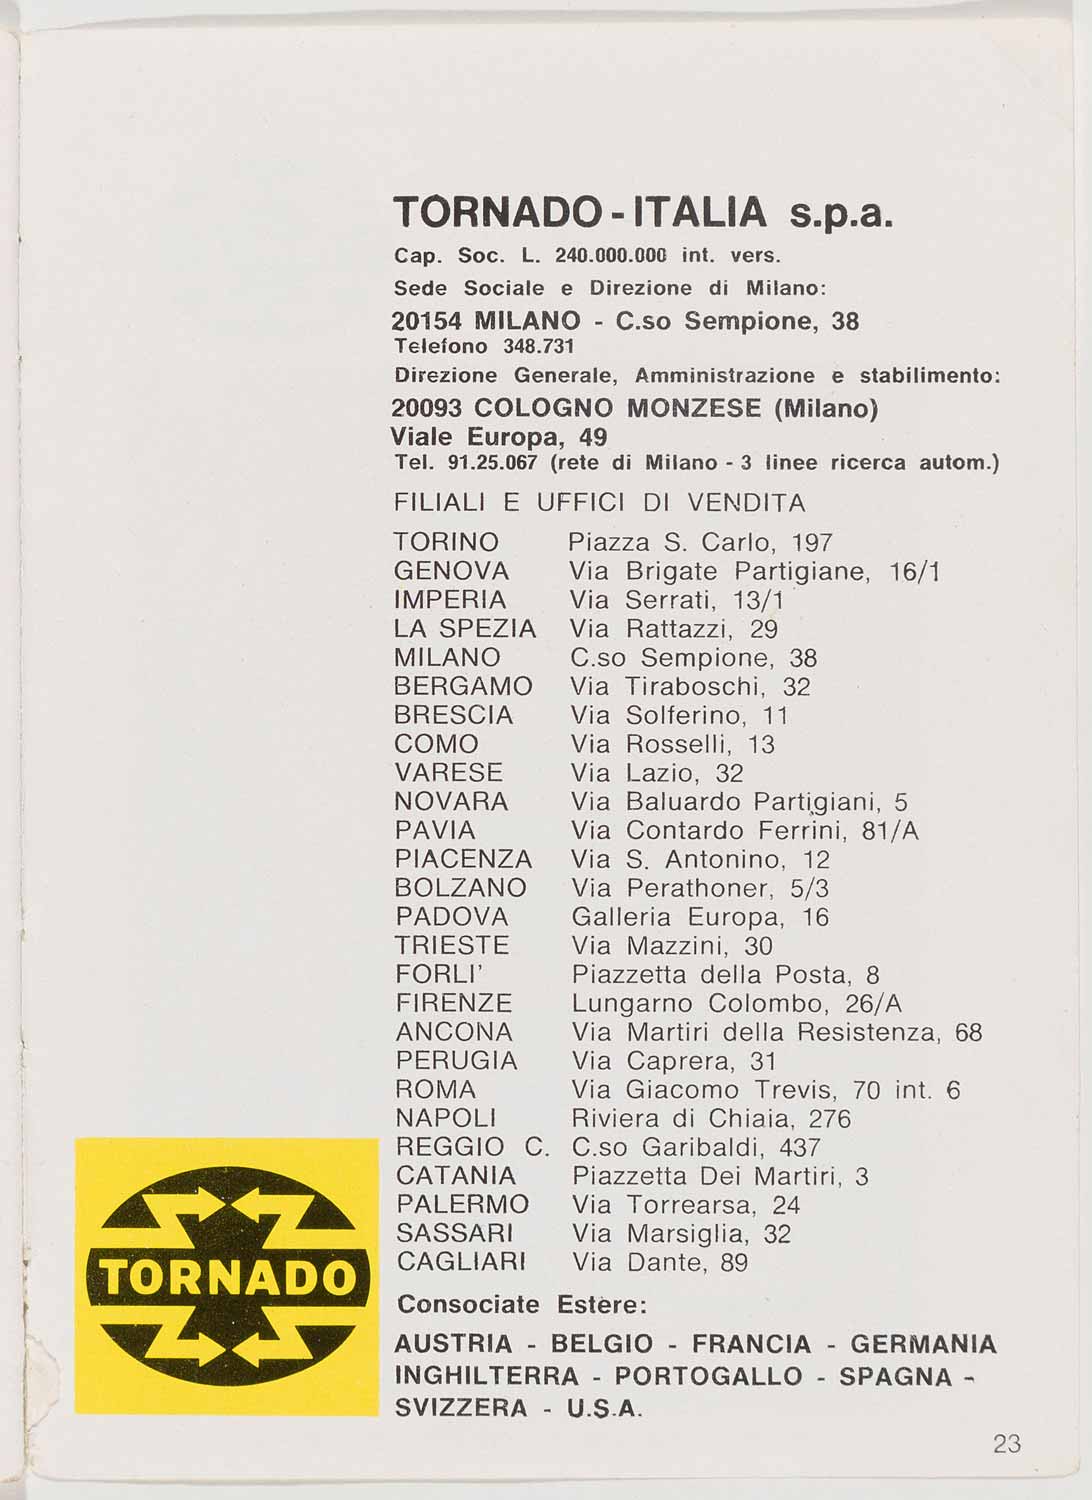 TORNADO - ITALIA s.p.a.
Cap. Soc. L. 240.000.000 int. vers.
Sede Sociale e Direzione di Milano:
20154 MILANO - C.so Sempione, 38
Telefono 348.731
Direzione Generale, Amministrazione e stabilimento:
20093 COLOGNO MONZESE (Milano)
Viale Europa, 49
Tel. 91.25.067 (rete di Milano - 3 linee ricerca autom.)
FILIALI E UFFICI DI VENDITA
TORINO Piazza S. Carlo, 197
GENOVA Via Brigate Partigiane, 16/1
IMPERIA Via Serrati, 13/1
LA SPEZIA Via Rattazzi, 29
MILANO C.so Sempione, 38
BERGAMO Via Tiraboschi, 32
BRESCIA Via Solferino, 11
COMO Via Rosselli, 13
VARESE Via Lazio, 32
NOVARA Via Baluardo Partigiani, 5
PAVIA Via Contardo Ferrini, 81/A
PIACENZA Via S. Antonino, 12
BOLZANO Via Perathoner, 5/3
PADOVA Galleria Europa, 16
TRIESTE Via Mazzini, 30
FORLI' Piazzetta della Posta, 8
FIRENZE Lungarno Colombo, 26/A
ANCONA Via Martiri della Resistenza, 68
PERUGIA Via Caprera, 31
ROMA Via Giacomo Trevis, 70 int. 6
NAPOLI Riviera di Chiaia, 276
REGGIO C. C.so Garibaldi, 437
CATANIA Piazzetta Dei Martiri, 3
PALERMO Via Torrearsa, 24
SASSARI Via Marsiglia, 32
CAGLIARI Via Dante, 89
TORNADO
Consociate Estere:
AUSTRIA - BELGIO - FRANCIA - GERMANIA
INGHILTERRA - PORTOGALLO - SPAGNA -
SVIZZERA - U.S.A.
23